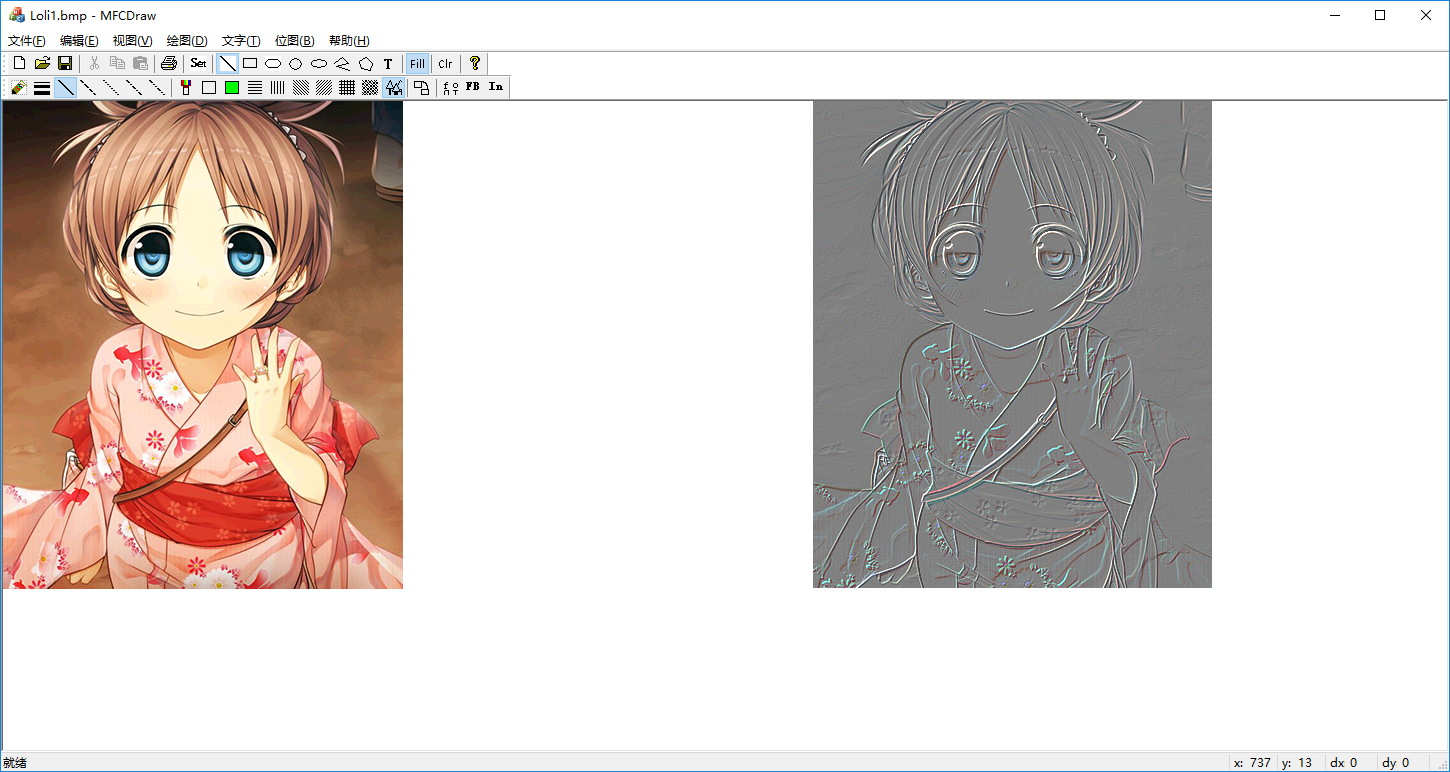 Loli1.bmp - MFCDraw
文件(F) 编辑(E) 视图(V) 绘图(D) 文字(T) 位图(B) 帮助(H)
Set T Fill Clr ?
FB In
就绪 x: 737 y: 13 dx 0 dy 0